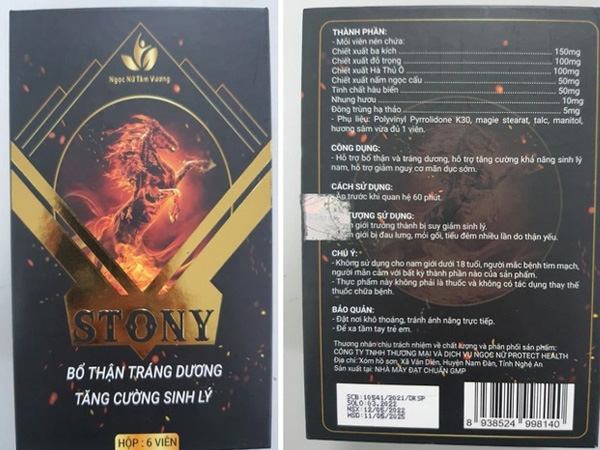 Ngọc Nữ Tâm Vương
STONY
BỔ THẬN TRÁNG DƯƠNG
TĂNG CƯỜNG SINH LÝ
HỘP : 6 VIÊN
THÀNH PHẦN:
- Mỗi viên nén chứa:
Chiết xuất ba kích 150mg
Chiết xuất đỗ trọng 100mg
Chiết xuất Hà Thủ Ô 100mg
Chiết xuất nấm ngọc cẩu 50mg
Tinh chất hàu biển 50mg
Nhung hươu 10mg
Đông trùng hạ thảo 5mg
- Phụ liệu: Polyvinyl Pyrrolidone K30, magie stearat, talc, manitol,
hương sâm vừa đủ 1 viên.
CÔNG DỤNG:
- Hỗ trợ bổ thận và tráng dương, hỗ trợ tăng cường khả năng sinh lý
nam, hỗ trợ giảm nguy cơ mãn dục sớm.
CÁCH SỬ DỤNG:
trước khi quan hệ 60 phút.
TƯỢNG SỬ DỤNG:
giới trưởng thành bị suy giảm sinh lý.
giới bị đau lưng, mỏi gối, tiểu đêm nhiều lần do thận yếu.
CHÚ Ý:
-Không sử dụng cho nam giới dưới 18 tuổi, người mắc bệnh tim mạch,
người mẫn cảm với bất kỳ thành phần nào của sản phẩm.
- Thực phẩm này không phải là thuốc và không có tác dụng thay thế
thuốc chữa bệnh.
BẢO QUẢN:
- Đặt nơi khô thoáng, tránh ánh nắng trực tiếp.
- Để xa tầm tay trẻ em.
Thương nhân chịu trách nhiệm về chất lượng và phân phối sản phẩm:
CÔNG TY TNHH THƯƠNG MẠI VÀ DỊCH VỤ NGOC NỮ PROTECT HEALTH
Địa chỉ: Xóm hồ sơn, Xã Vân Diên, Huyện Nam Đàn, Tỉnh Nghệ An
Sản xuất tại: NHÀ MÁY ĐẠT CHUẨN GMP
SCB:10541/2021/DKSP
SOLO:03.2022
MSX:12/05/2022
HSD:11/05/2025
8 938524 998140